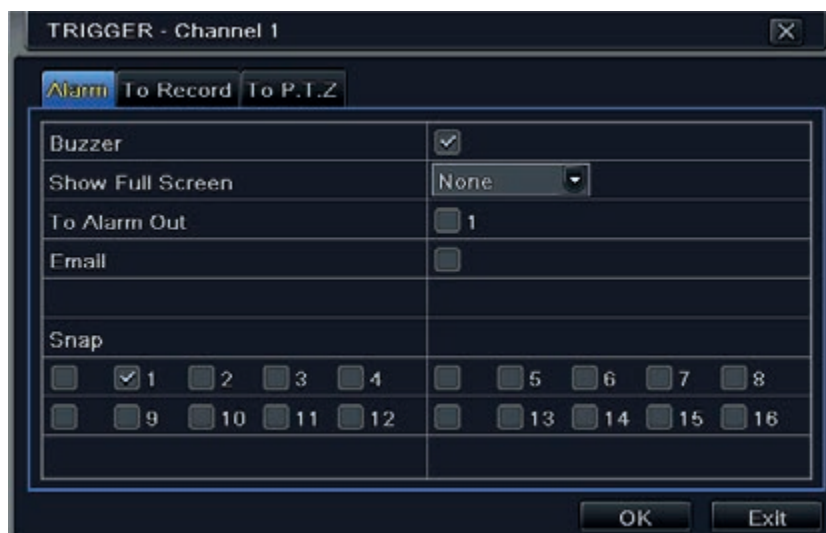 TRIGGER - Channel 1
Alarm To Record To P.T.Z
Buzzer
Show Full Screen None
To Alarm Out 1
Email
Snap
1 2 3 4 5 6 7 8
9 10 11 12 13 14 15 16
OK Exit